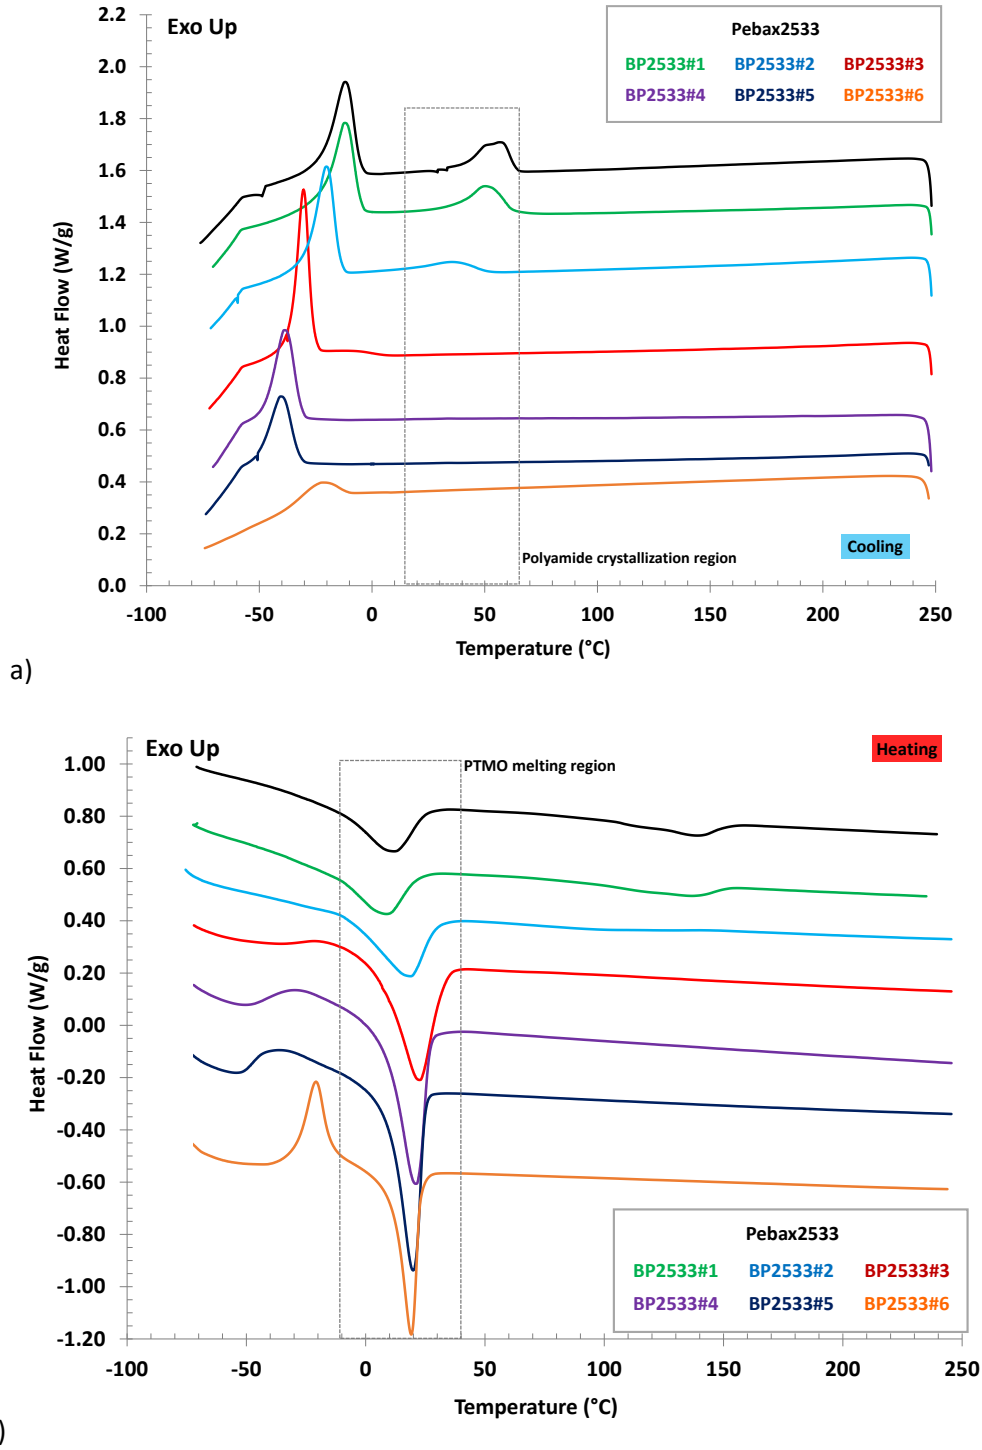 Exo Up
Pebax2533
BP2533#1 BP2533#2 BP2533#3
BP2533#4 BP2533#5 BP2533#6
2.2
2.0
1.8
1.6
1.4
1.2
1.0
0.8
0.6
0.4
0.2
0.0
Heat Flow (W/g)
Cooling
Polyamide crystallization region
-100 -50 0 50 100 150 200 250
Temperature (°C)
a)
Exo Up
Heating
PTMO melting region
1.00
0.80
0.60
0.40
0.20
0.00
-0.20
-0.40
-0.60
-0.80
-1.00
-1.20
Heat Flow (W/g)
Pebax2533
BP2533#1 BP2533#2 BP2533#3
BP2533#4 BP2533#5 BP2533#6
-100 -50 0 50 100 150 200 250
Temperature (°C)
)